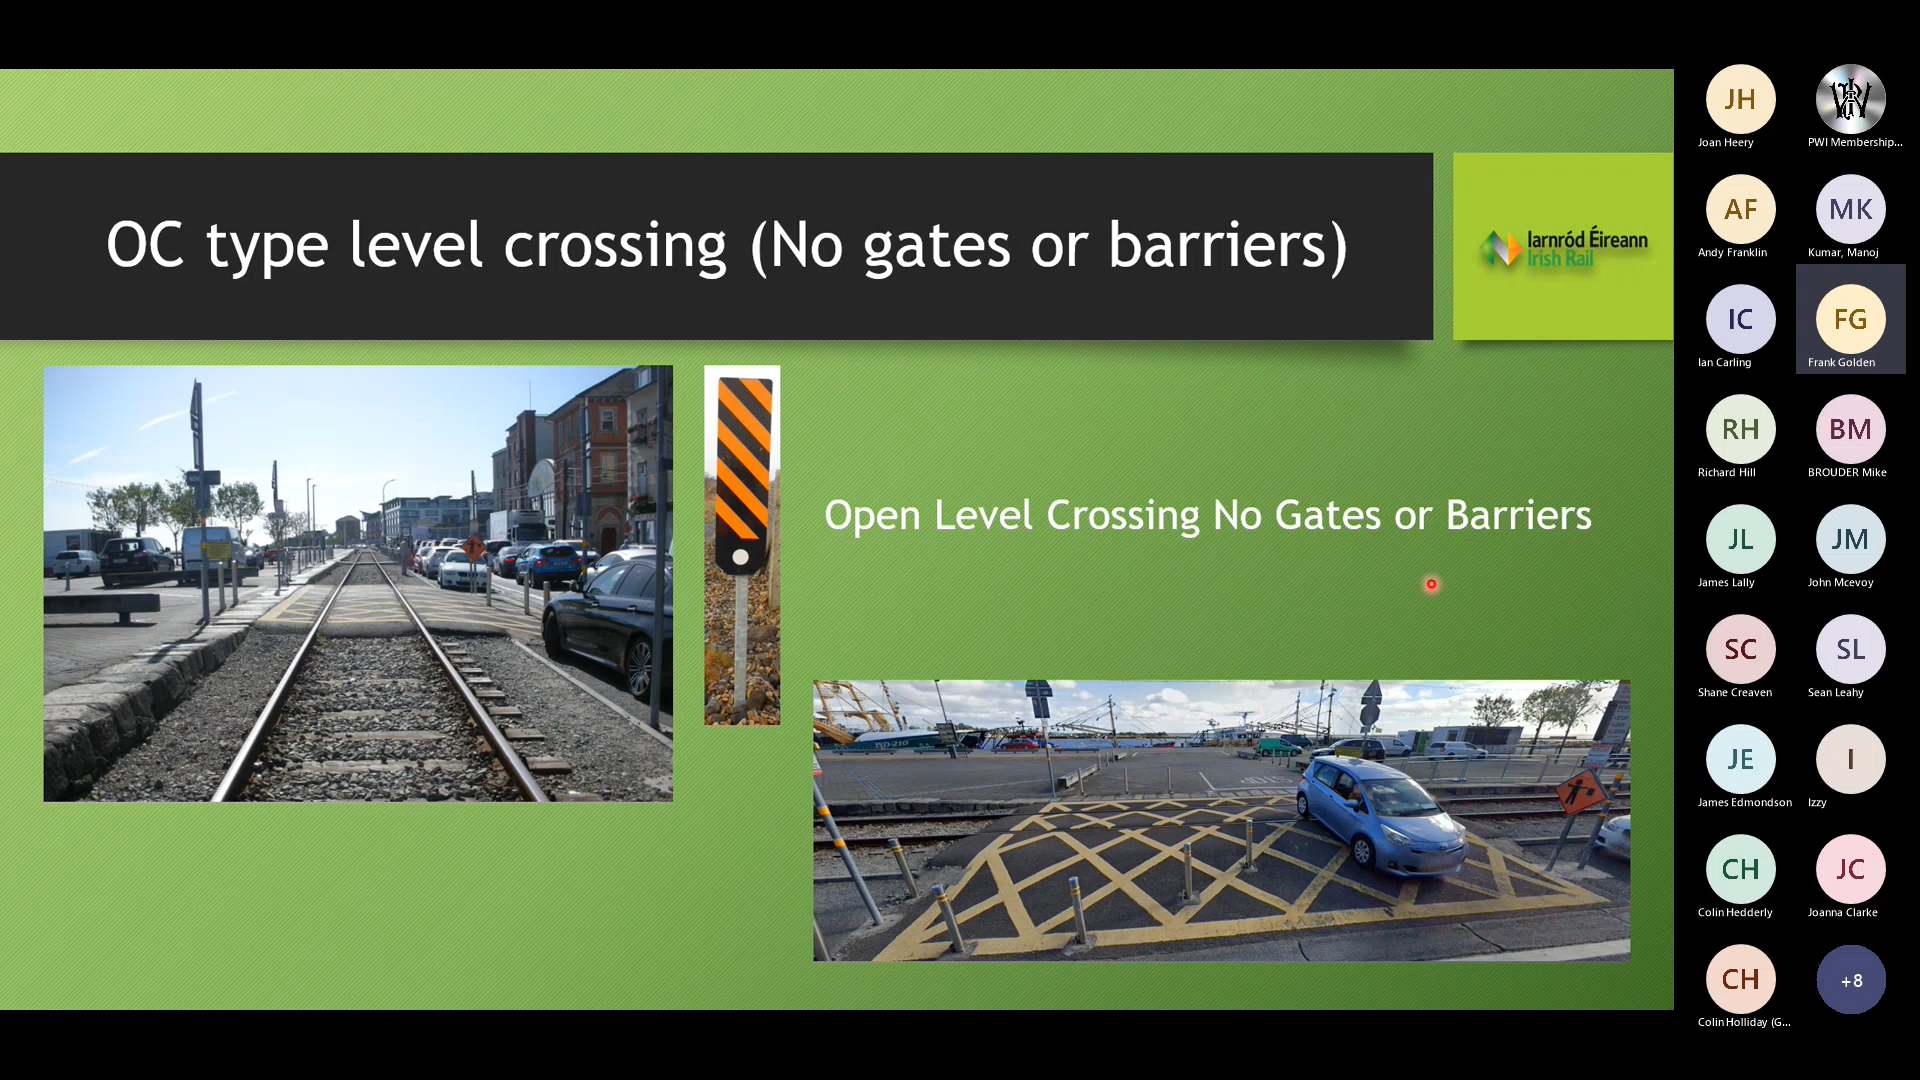 OC type level crossing (No gates or barriers)
Iarnród Éireann
Irish Rail
Open Level Crossing No Gates or Barriers
JH
Joan Heery
PWI Membership...
AF
Andy Franklin
MK
Kumar, Manoj
IC
Ian Carling
FG
Frank Golden
RH
Richard Hill
BM
BROUDER Mike
JL
James Lally
JM
John Mcevoy
SC
Shane Creaven
SL
Sean Leahy
JE
James Edmondson
I
Izzy
CH
Colin Hedderly
JC
Joanna Clarke
CH
Colin Holliday (G...
+8